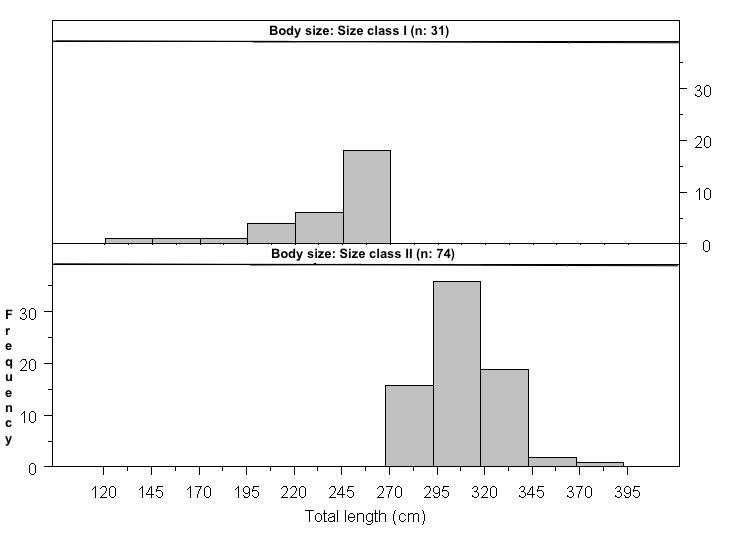 Body size: Size class I (n: 31)
30
20
10
0
Body size: Size class II (n: 74)
Frequency
30
20
10
0
120 145 170 195 220 245 270 295 320 345 370 395
Total length (cm)